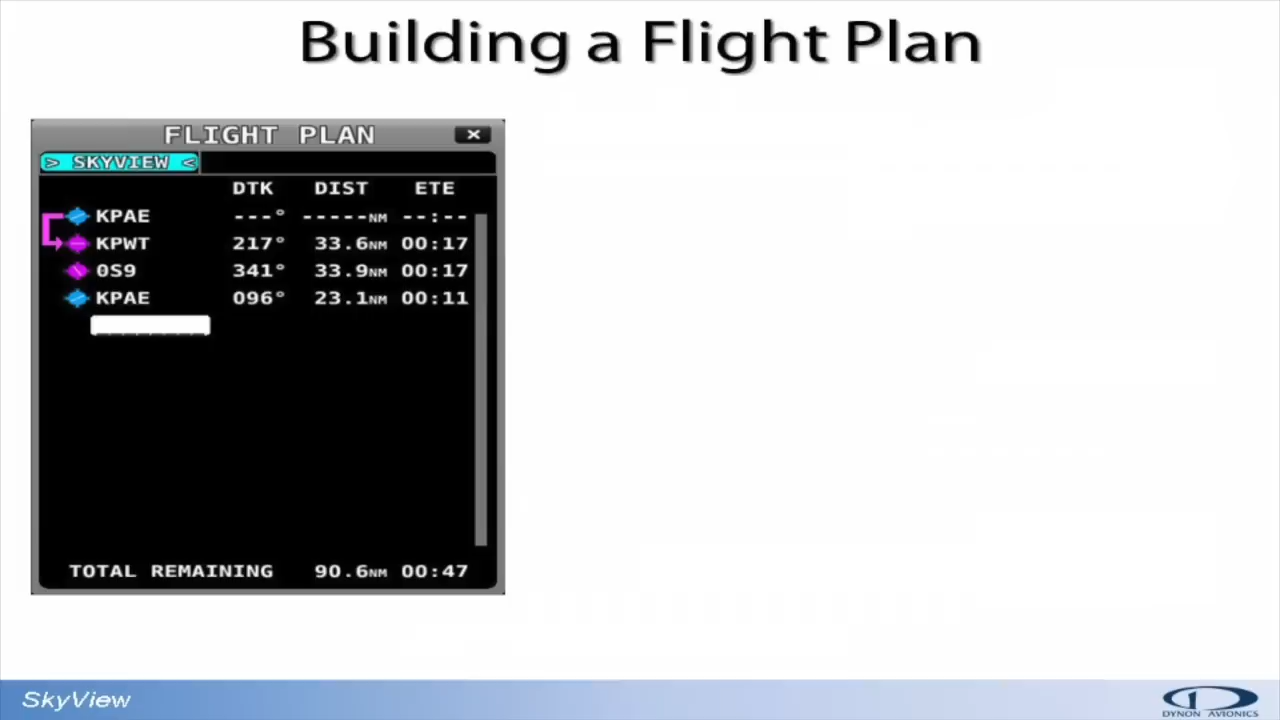 Building a Flight Plan
FLIGHT PLAN ×
> SKYVIEW <
DTK DIST ETE
KPAE ---° -----NM --:--
KPWT 217° 33.6NM 00:17
0S9 341° 33.9NM 00:17
KPAE 096° 23.1NM 00:11
TOTAL REMAINING 90.6NM 00:47
SkyView
DYNON AVIONICS